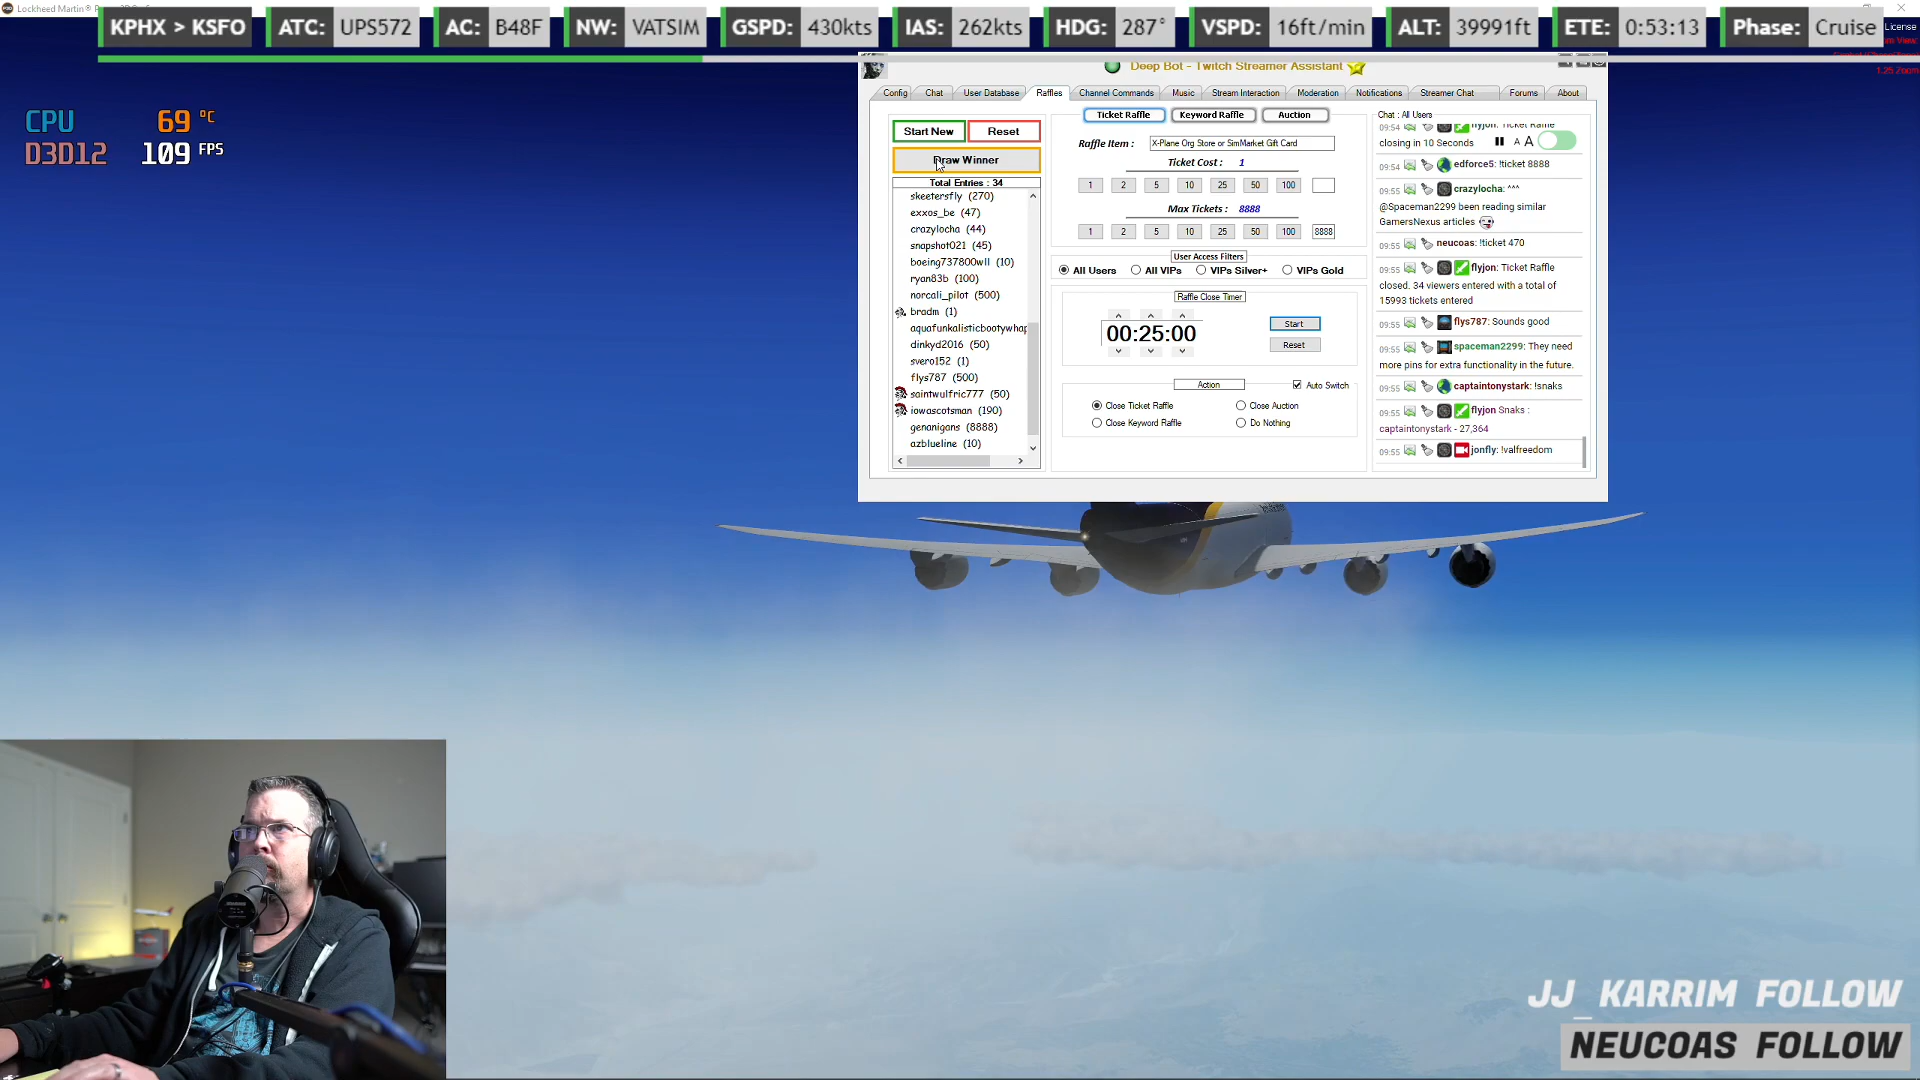 Lockheed Martin®
KPHX > KSFO ATC: UPS572 AC: B48F NW: VATSIM GSPD: 430kts IAS: 262kts HDG: 287° VSPD: 16ft/min ALT: 39991ft ETE: 0:53:13 Phase: Cruise
License
1.25 Zoom
CPU 69 °C
D3D12 109 FPS
Deep Bot - Twitch Streamer Assistant
Config Chat User Database Raffles Channel Commands Music Stream Interaction Moderation Notifications Streamer Chat Forums About
Start New Reset
Draw Winner
Total Entries : 34
skeetersfly (270)
exxos_be (47)
crazylocha (44)
snapshot021 (45)
boeing737800wll (10)
ryan83b (100)
norcali_pilot (500)
bradm (1)
aquafunkalisticbootywhap
dinkyd2016 (50)
svero152 (1)
flys787 (500)
saintwulfric777 (50)
iowascotsman (190)
genanigans (8888)
azblueline (10)
Ticket Raffle Keyword Raffle Auction
Raffle Item : X-Plane Org Store or SimMarket Gift Card
Ticket Cost : 1
1 2 5 10 25 50 100
Max Tickets : 8888
1 2 5 10 25 50 100 8888
User Access Filters
All Users All VIPs VIPs Silver+ VIPs Gold
Raffle Close Timer
00:25:00
Start
Reset
Action
Auto Switch
Close Ticket Raffle Close Auction
Close Keyword Raffle Do Nothing
Chat : All Users
09:54 flyjon: Ticket Raffle
closing in 10 Seconds A A
09:54 edforce5: !ticket 8888
09:55 crazylocha: ^^^
@Spaceman2299 been reading similar
GamersNexus articles
09:55 neucoas: !ticket 470
09:55 flyjon: Ticket Raffle
closed. 34 viewers entered with a total of
15993 tickets entered
09:55 flys787: Sounds good
09:55 spaceman2299: They need
more pins for extra functionality in the future.
09:55 captaintonystark: !snaks
09:55 flyjon Snaks :
captaintonystark - 27,364
09:55 jonfly: !valfreedom
JJ_KARRIM FOLLOW
NEUCOAS FOLLOW